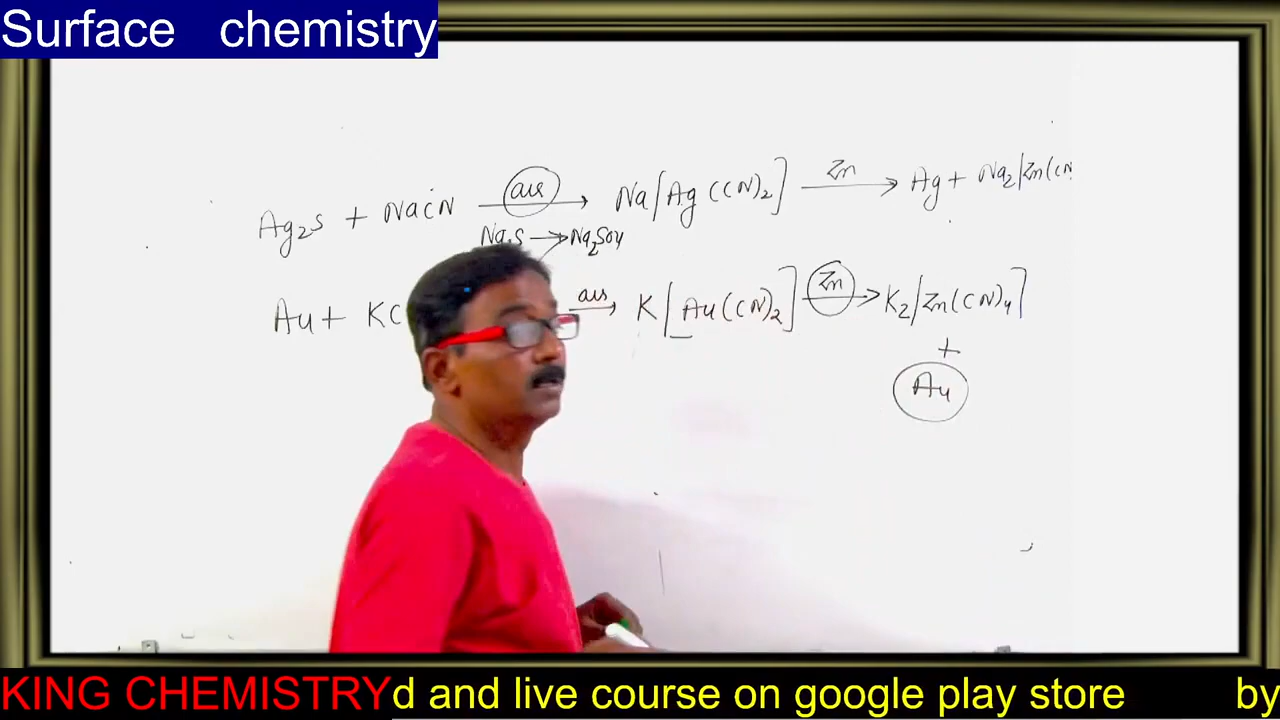 Surface chemistry
Ag₂S + NaCN air → Na[Ag(CN)₂] Zn → Ag + Na₂[Zn(CN
Na₂S → Na₂SO4
Au + KC air → K[Au(CN)₂] Zn → K₂[Zn(CN)₄]
+
Au
KING CHEMISTRYd and live course on google play store by